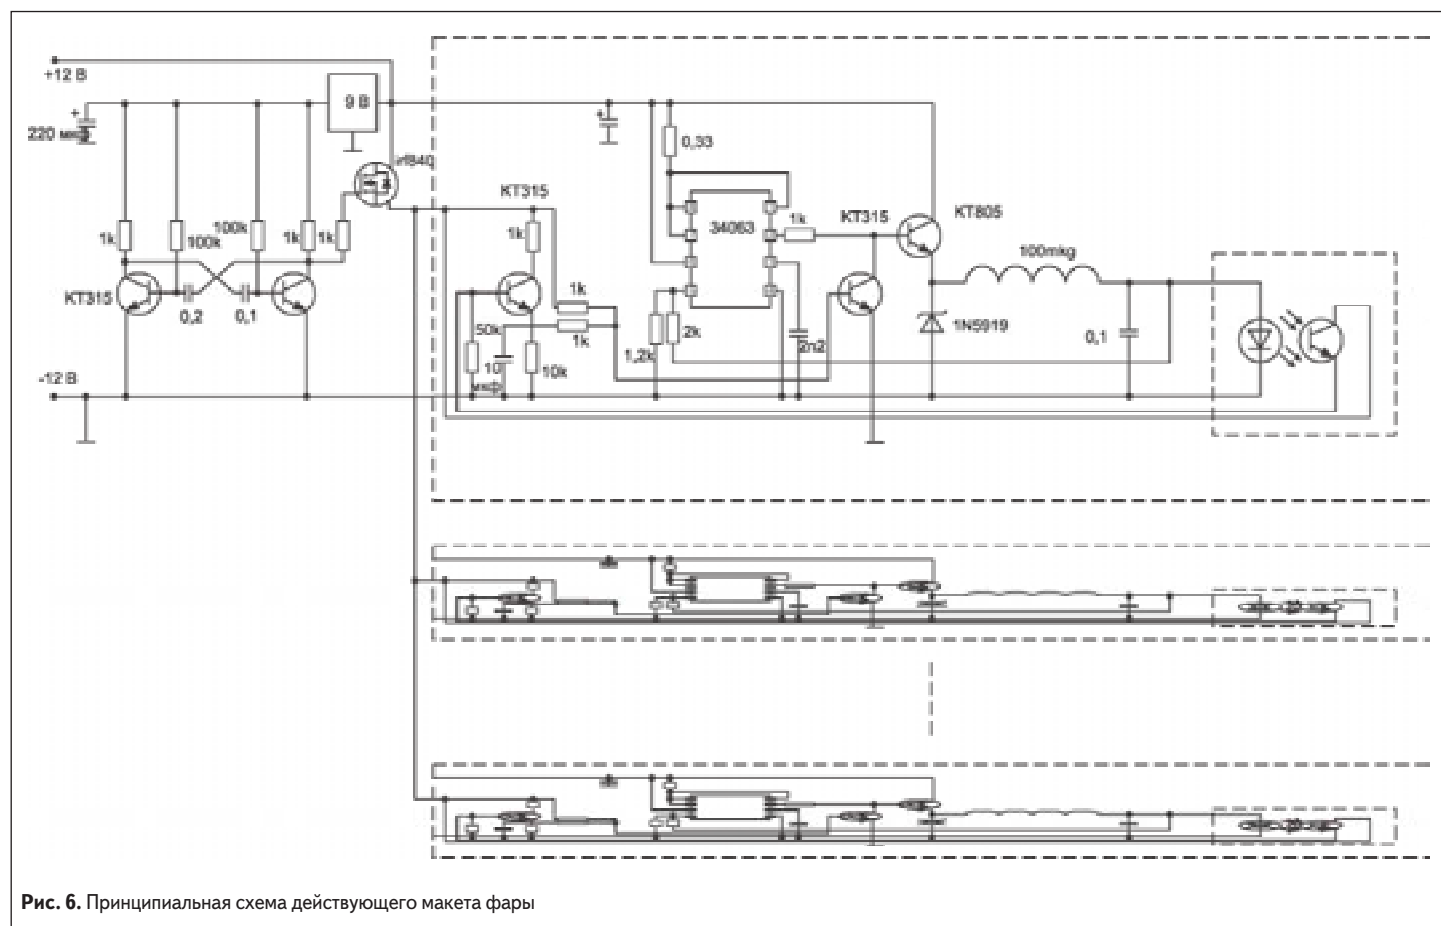 +12 В
9 В
220 мкф
irf840
0,33
КТ315
34063
1k
КТ315
КТ805
1k
100k
100k
1k
1k
1k
100mkg
КТ315
0,2
0,1
1k
50k
1k
1N5919
10
мкф
10k
1,2k
2k
2n2
0,1
-12 В
Рис. 6. Принципиальная схема действующего макета фары